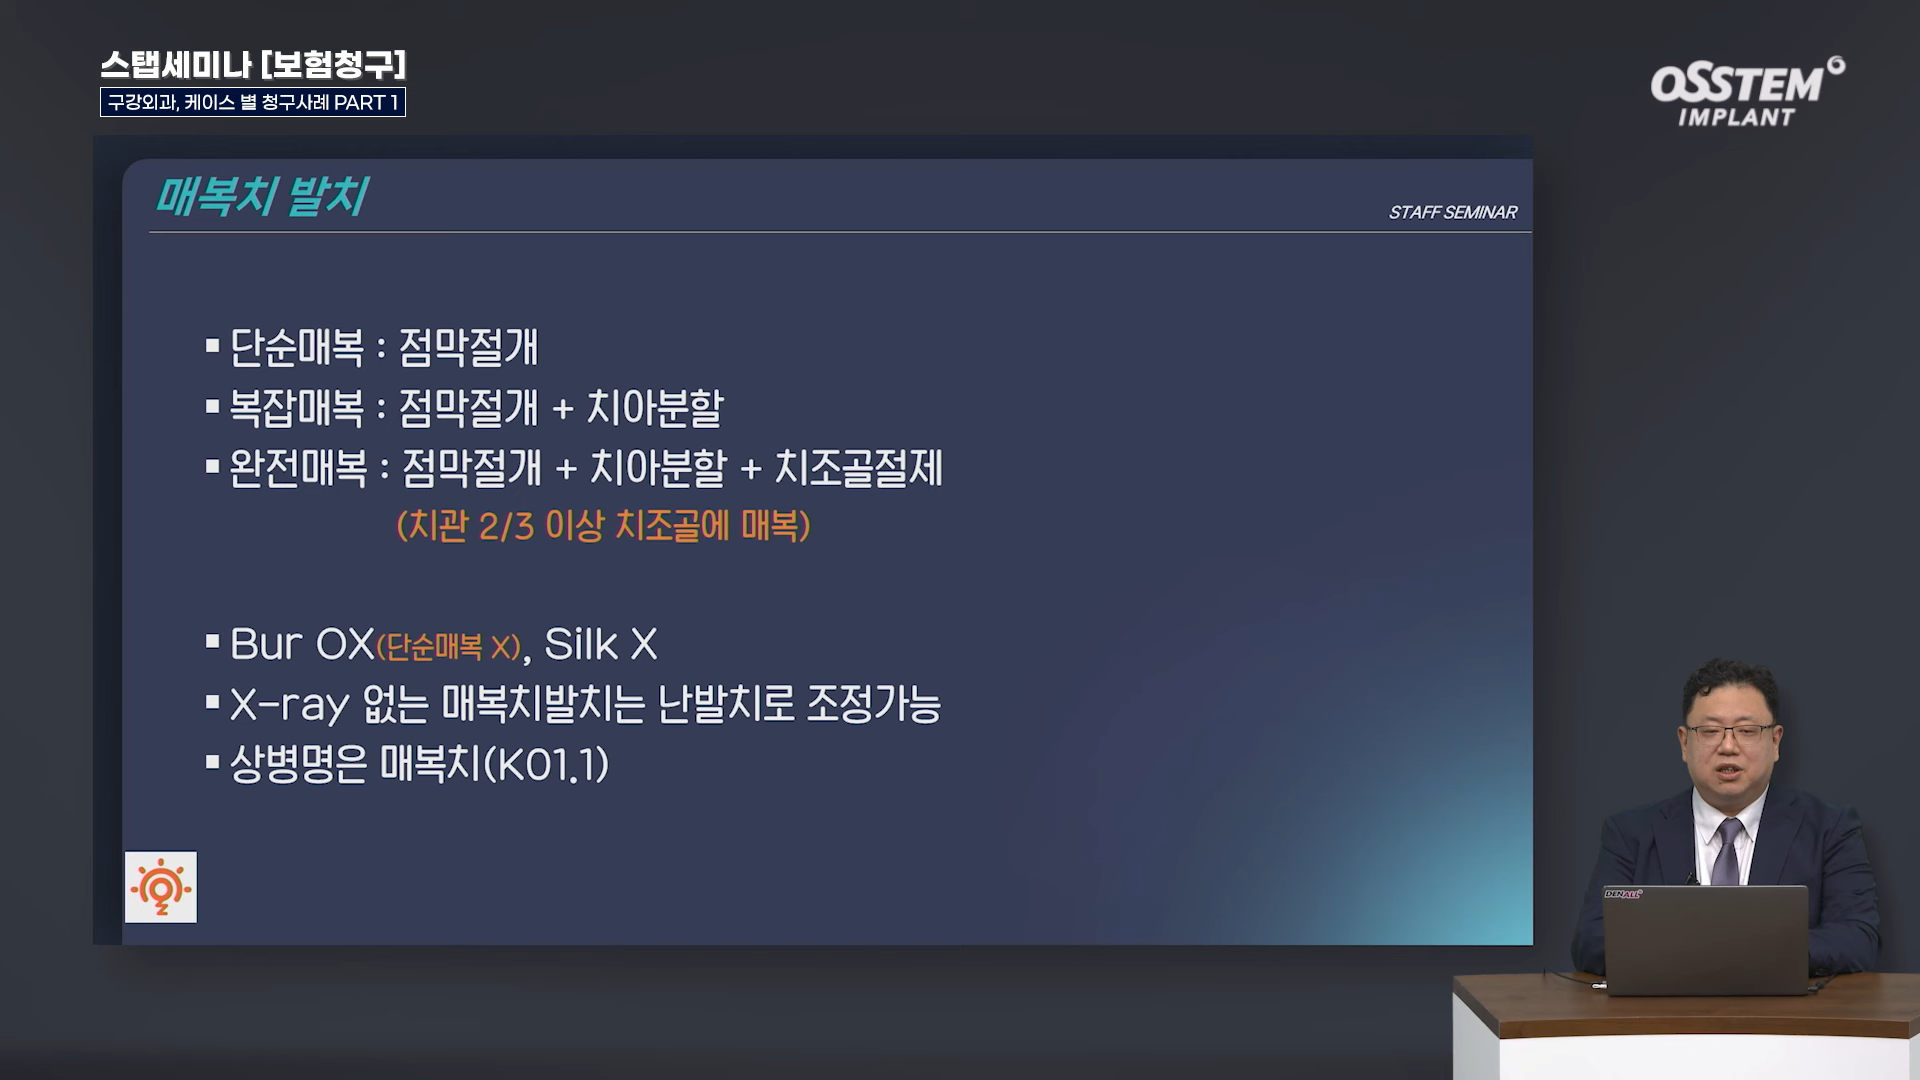 스탭세미나 [보험청구]
구강외과, 케이스 별 청구사례 PART 1
OSSTEM
IMPLANT
매복치 발치
STAFF SEMINAR
▪ 단순매복 : 점막절개
▪ 복잡매복 : 점막절개 + 치아분할
▪ 완전매복 : 점막절개 + 치아분할 + 치조골절제
(치관 2/3 이상 치조골에 매복)
▪ Bur OX(단순매복 X), Silk X
▪ X-ray 없는 매복치발치는 난발치로 조정가능
▪ 상병명은 매복치(K01.1)
DENALL